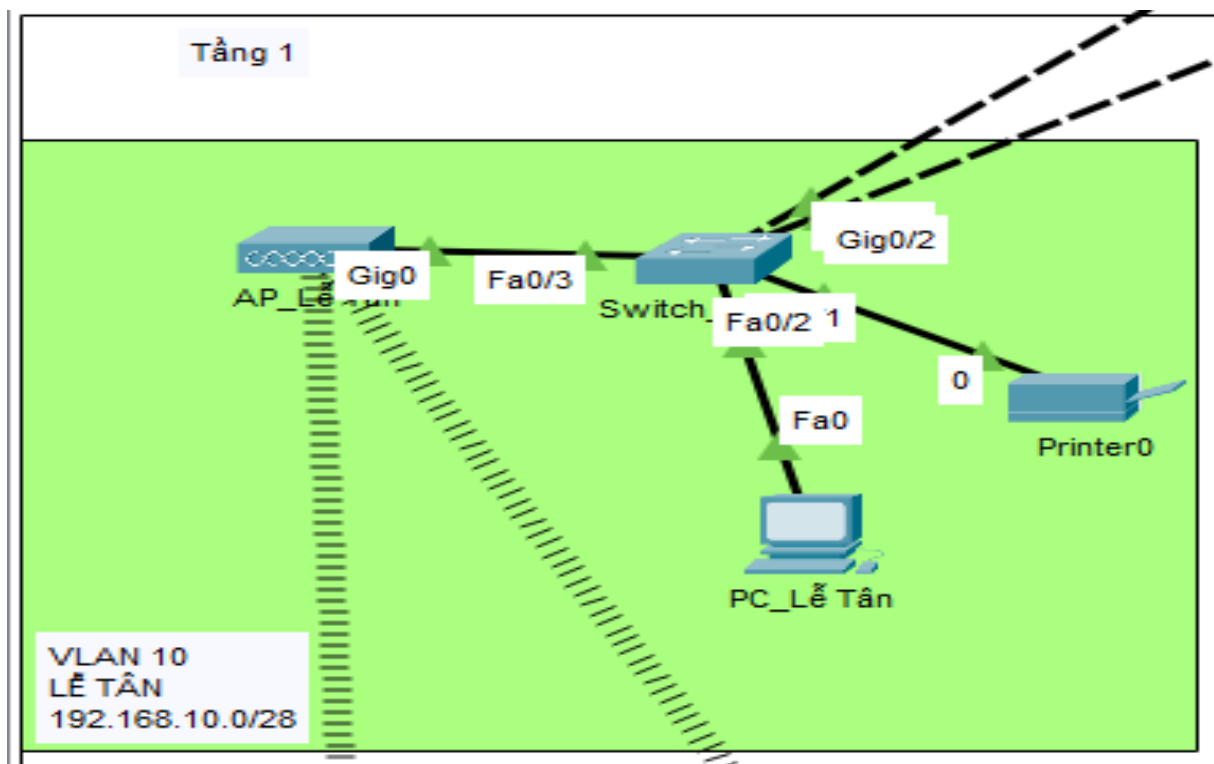 Tầng 1
Gig0/2
Gig0
Fa0/3
Switch_
Fa0/2
1
0
Fa0
Printer0
PC_Lễ Tân
VLAN 10
LỄ TÂN
192.168.10.0/28